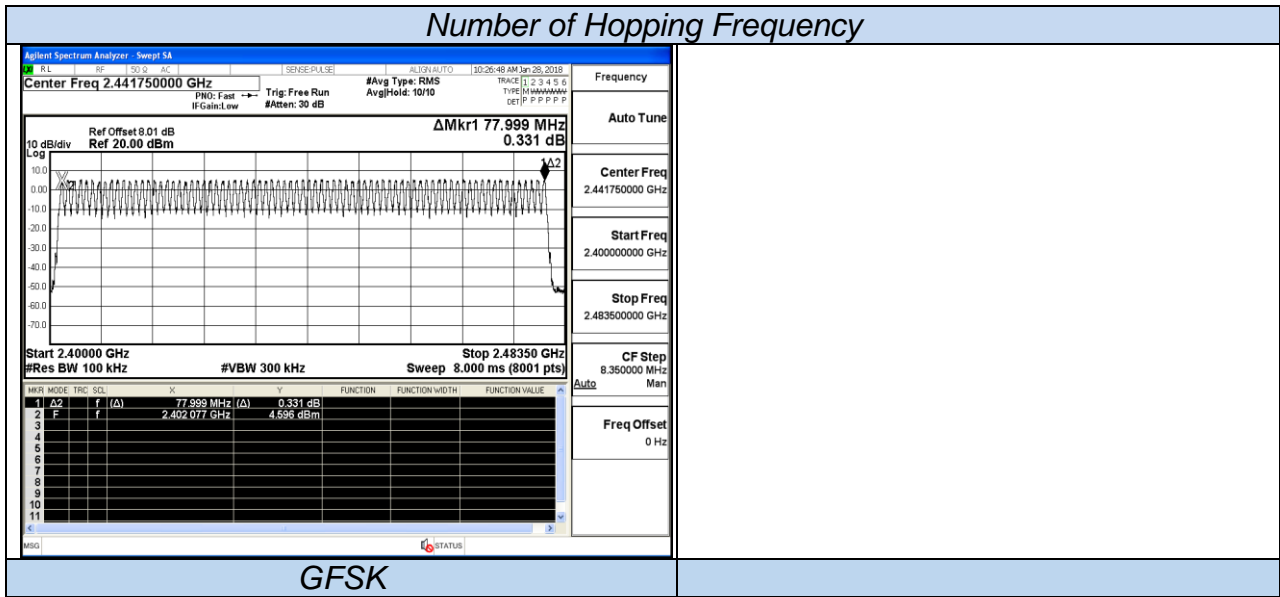 Number of Hopping Frequency
Agilent Spectrum Analyzer - Swept SA
RL RF 50 Ω AC SENSE:PULSE ALIGN AUTO 10:26:48 AM Jan 28, 2018
Center Freq 2.441750000 GHz
PNO: Fast
IFGain:Low
Trig: Free Run
#Atten: 30 dB
#Avg Type: RMS
Avg|Hold: 10/10
TRACE 1 2 3 4 5 6
TYPE M
DET P P P P P P
Ref Offset 8.01 dB
10 dB/div Ref 20.00 dBm
ΔMkr1 77.999 MHz
0.331 dB
Log
1Δ2
10.0
0.00
-10.0
-20.0
-30.0
-40.0
-50.0
-60.0
-70.0
Start 2.40000 GHz Stop 2.48350 GHz
#Res BW 100 kHz #VBW 300 kHz Sweep 8.000 ms (8001 pts)
MKR MODE TRC SCL X Y FUNCTION FUNCTION WIDTH FUNCTION VALUE
1 Δ2 f (Δ) 77.999 MHz (Δ) 0.331 dB
2 F f 2.402 077 GHz 4.596 dBm
3
4
5
6
7
8
9
10
11
MSG STATUS
Frequency
Auto Tune
Center Freq
2.441750000 GHz
Start Freq
2.400000000 GHz
Stop Freq
2.483500000 GHz
CF Step
8.350000 MHz
Auto Man
Freq Offset
0 Hz
GFSK